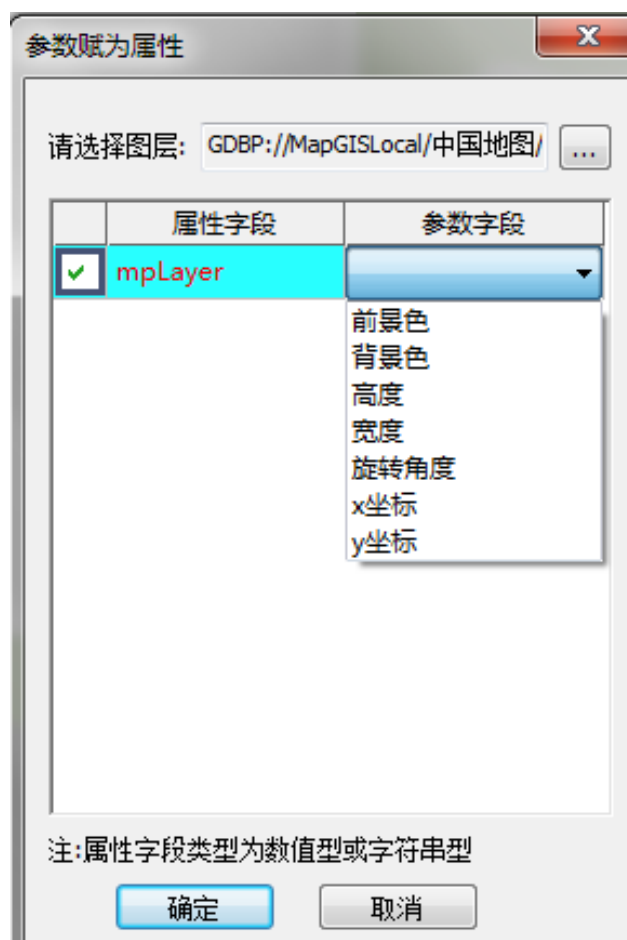 参数赋为属性
请选择图层: GDBP://MapGISLocal/中国地图/ ...
属性字段 参数字段
mpLayer
前景色
背景色
高度
宽度
旋转角度
x坐标
y坐标
注:属性字段类型为数值型或字符串型
确定 取消